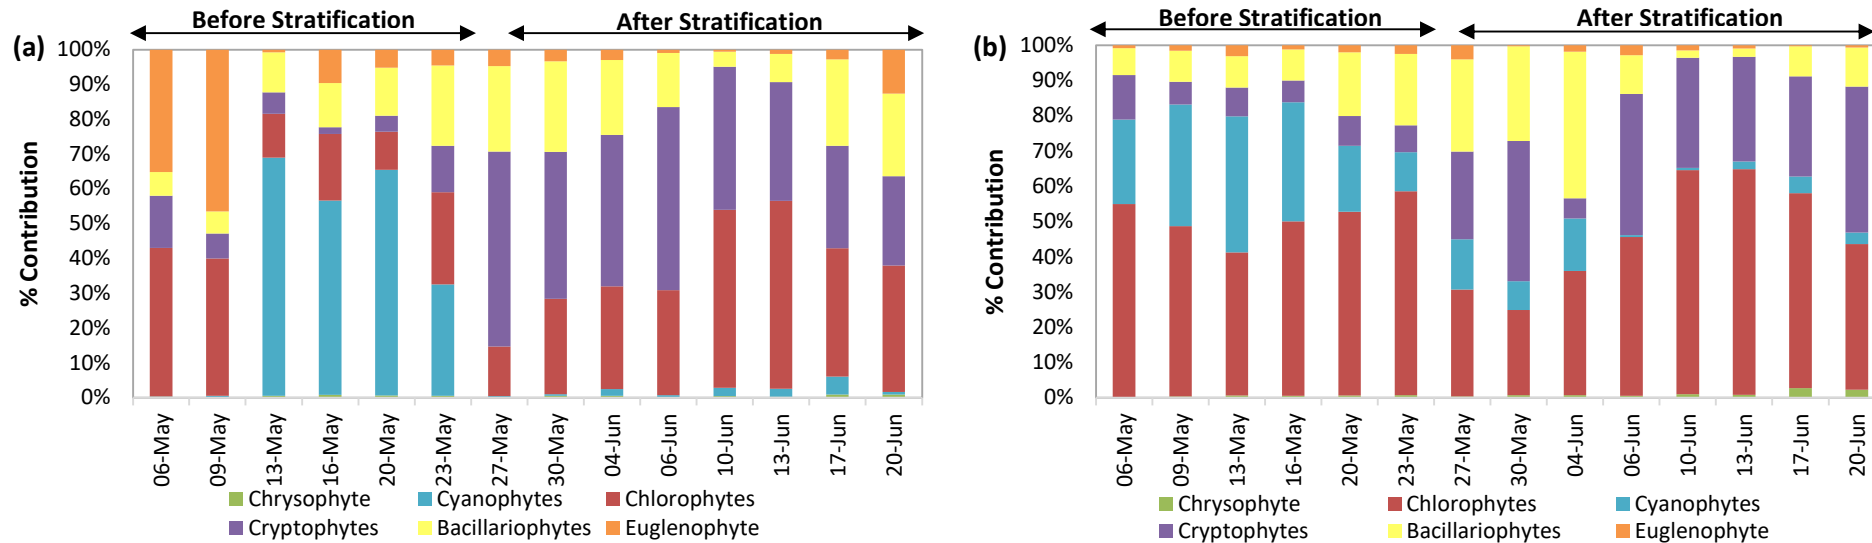 Before Stratification After Stratification
(a)
% Contribution
100%
90%
80%
70%
60%
50%
40%
30%
20%
10%
0%
06-May 09-May 13-May 16-May 20-May 23-May 27-May 30-May 04-Jun 06-Jun 10-Jun 13-Jun 17-Jun 20-Jun
Chrysophyte Cyanophytes Chlorophytes
Cryptophytes Bacillariophytes Euglenophyte
Before Stratification After Stratification
(b)
% Contribution
100%
90%
80%
70%
60%
50%
40%
30%
20%
10%
0%
06-May 09-May 13-May 16-May 20-May 23-May 27-May 30-May 04-Jun 06-Jun 10-Jun 13-Jun 17-Jun 20-Jun
Chrysophyte Chlorophytes Cyanophytes
Cryptophytes Bacillariophytes Euglenophyte